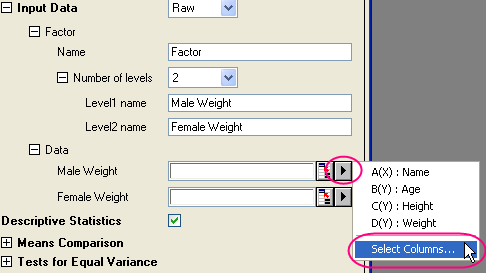 Input Data Raw
Factor
Name Factor
Number of levels 2
Level1 name Male Weight
Level2 name Female Weight
Data
Male Weight
Female Weight
Descriptive Statistics
Means Comparison
Tests for Equal Variance
A(X) : Name
B(Y) : Age
C(Y) : Height
D(Y) : Weight
Select Columns...